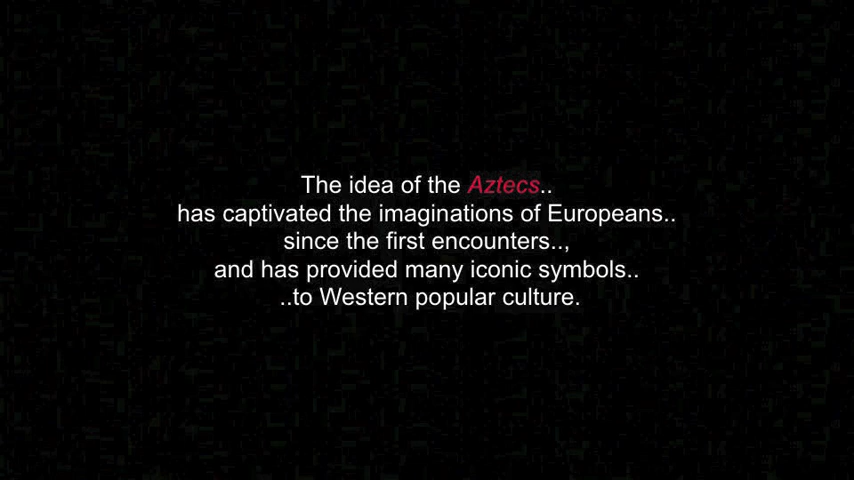 The idea of the Aztecs..
has captivated the imaginations of Europeans..
since the first encounters..,
and has provided many iconic symbols..
..to Western popular culture.